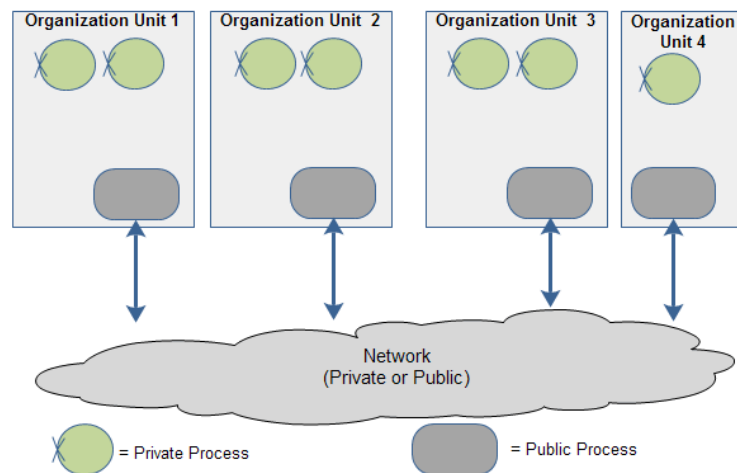 Organization Unit 1
Organization Unit 2
Organization Unit 3
Organization
Unit 4
Network
(Private or Public)
= Private Process
= Public Process